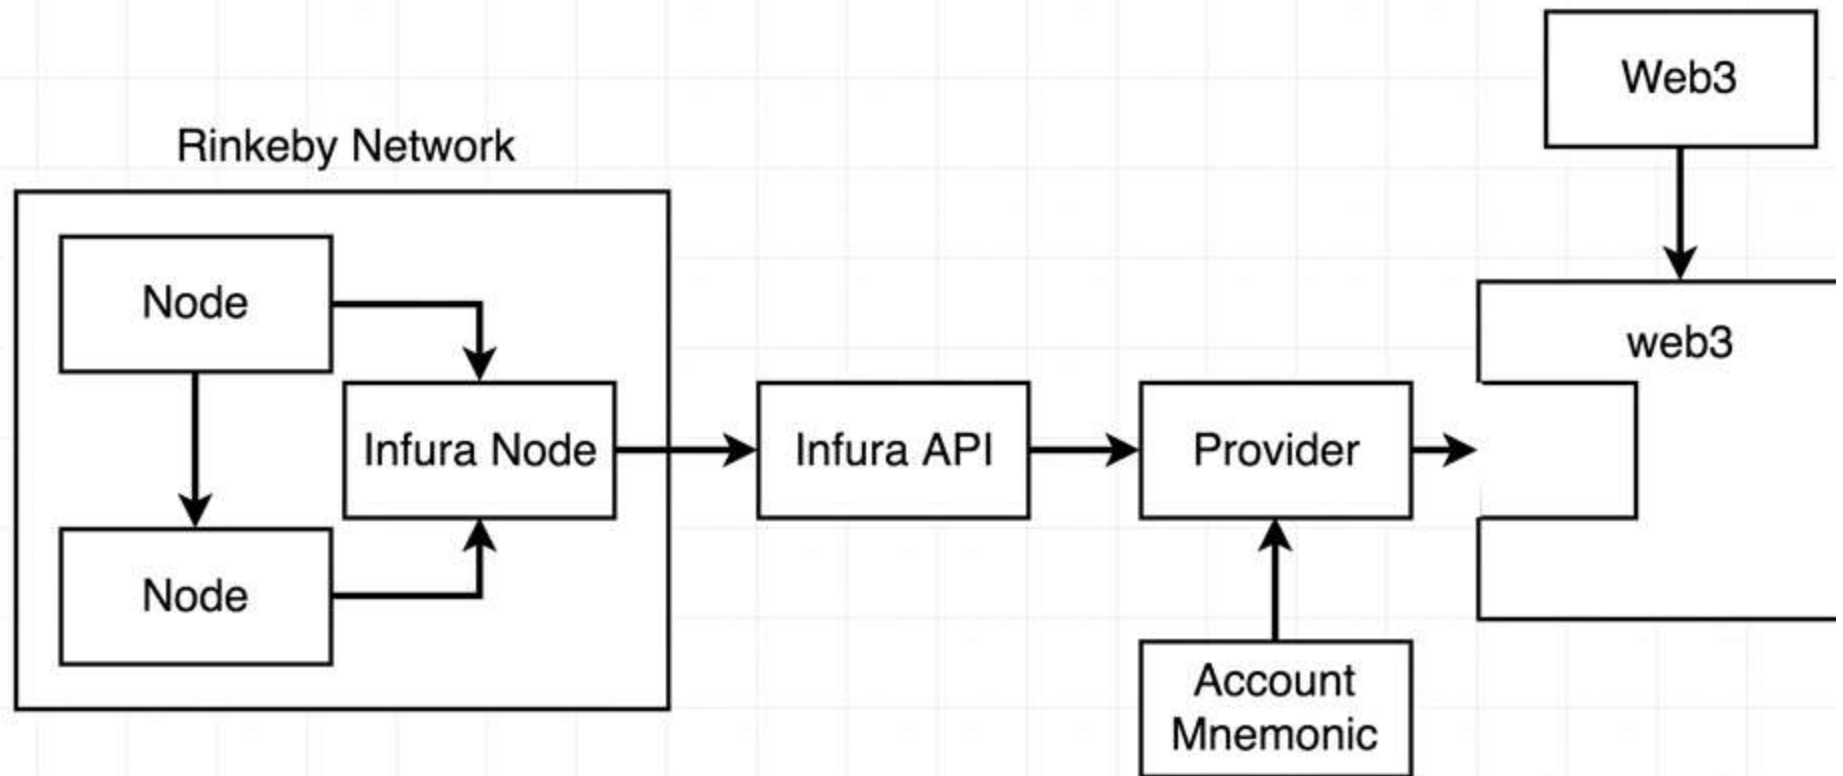 Web3
Rinkeby Network
Node
web3
Infura Node
Infura API
Provider
Node
Account
Mnemonic